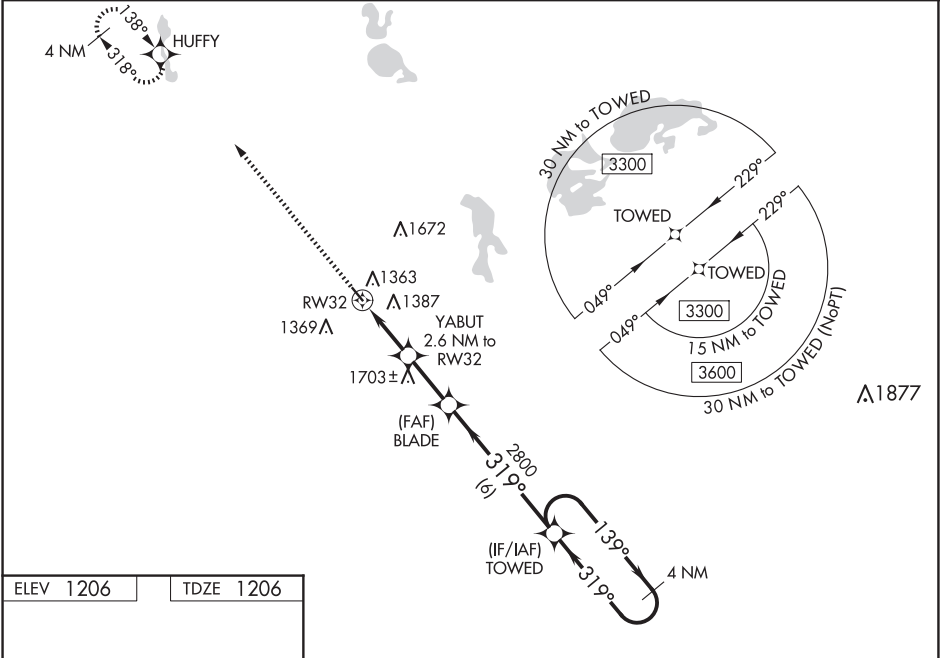 138°
HUFFY
4 NM
318°
30 NM to TOWED
3300
229°
TOWED
049°
229°
TOWED
049°
3300
15 NM to TOWED
3600
30 NM to TOWED (NoPT)
1672
1363
RW32
1387
1369
YABUT
2.6 NM to
RW32
1703±
1877
(FAF)
BLADE
2800
319°
(6)
(IF/IAF)
TOWED
139°
319°
4 NM
ELEV 1206
TDZE 1206